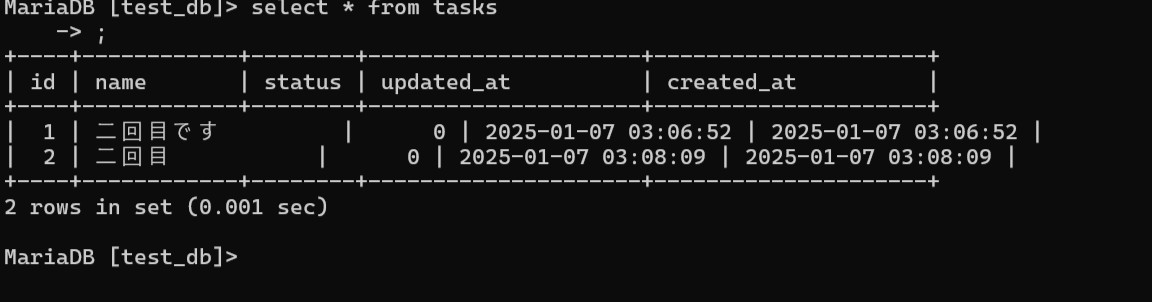 MariaDB [test_db]> select * from tasks
    -> ;
+----+------------+--------+---------------------+---------------------+
| id | name       | status | updated_at          | created_at          |
+----+------------+--------+---------------------+---------------------+
|  1 | 二回目です          |      0 | 2025-01-07 03:06:52 | 2025-01-07 03:06:52 |
|  2 | 二回目            |      0 | 2025-01-07 03:08:09 | 2025-01-07 03:08:09 |
+----+------------+--------+---------------------+---------------------+
2 rows in set (0.001 sec)
MariaDB [test_db]>